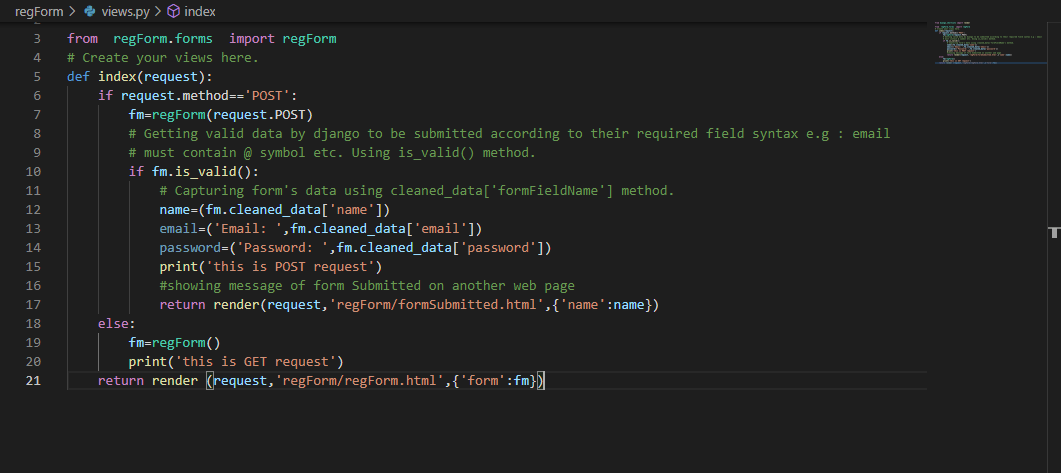 regForm > views.py > index
3 from  regForm.forms  import regForm
4 # Create your views here.
5 def index(request):
6     if request.method=='POST':
7         fm=regForm(request.POST)
8         # Getting valid data by django to be submitted according to their required field syntax e.g : email
9         # must contain @ symbol etc. Using is_valid() method.
10         if fm.is_valid():
11             # Capturing form's data using cleaned_data['formFieldName'] method.
12             name=(fm.cleaned_data['name'])
13             email=('Email: ',fm.cleaned_data['email'])
14             password=('Password: ',fm.cleaned_data['password'])
15             print('this is POST request')
16             #showing message of form Submitted on another web page
17             return render(request,'regForm/formSubmitted.html',{'name':name})
18     else:
19         fm=regForm()
20         print('this is GET request')
21     return render (request,'regForm/regForm.html',{'form':fm})